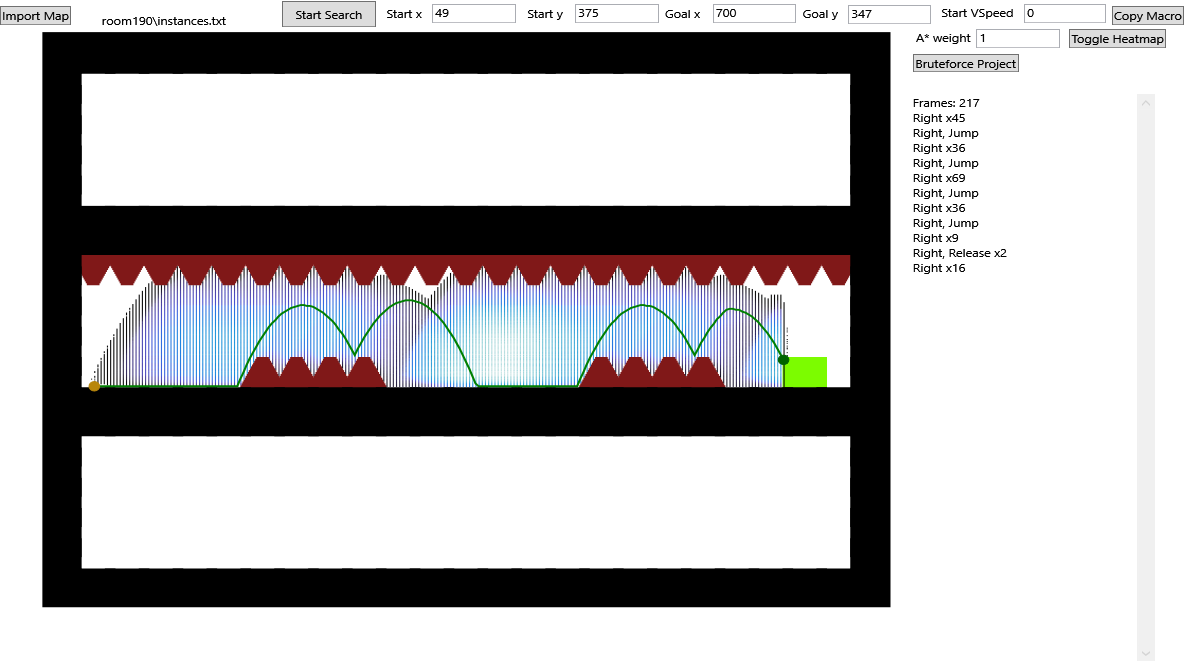 Import Map
room190\instances.txt
Start Search
Start x 49
Start y 375
Goal x 700
Goal y 347
Start VSpeed 0
Copy Macro
A* weight 1
Toggle Heatmap
Bruteforce Project
Frames: 217
Right x45
Right, Jump
Right x36
Right, Jump
Right x69
Right, Jump
Right x36
Right, Jump
Right x9
Right, Release x2
Right x16